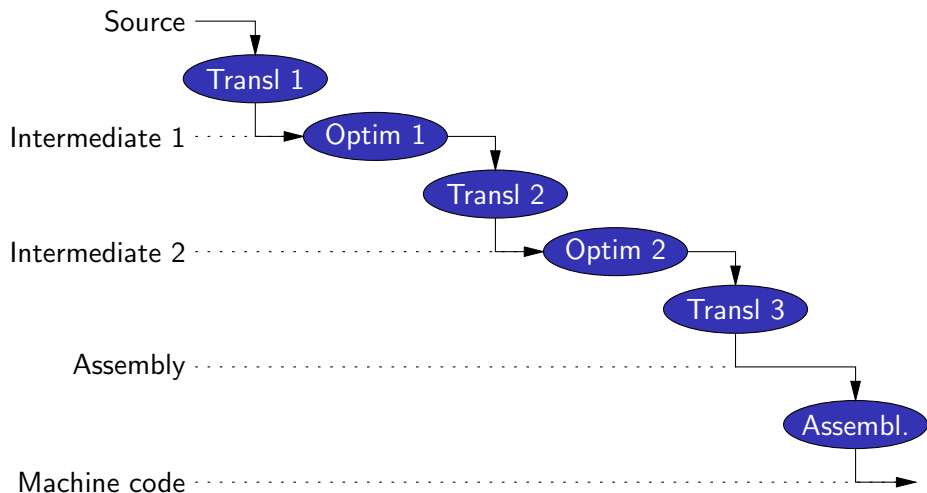 Source
Transl 1
Intermediate 1
Optim 1
Transl 2
Intermediate 2
Optim 2
Transl 3
Assembly
Assembl.
Machine code